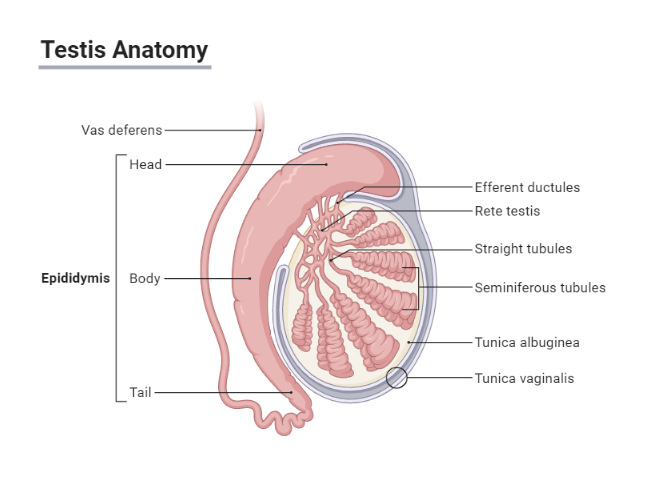 Testis Anatomy
Vas deferens
Head
Efferent ductules
Rete testis
Straight tubules
Epididymis
Body
Seminiferous tubules
Tunica albuginea
Tunica vaginalis
Tail